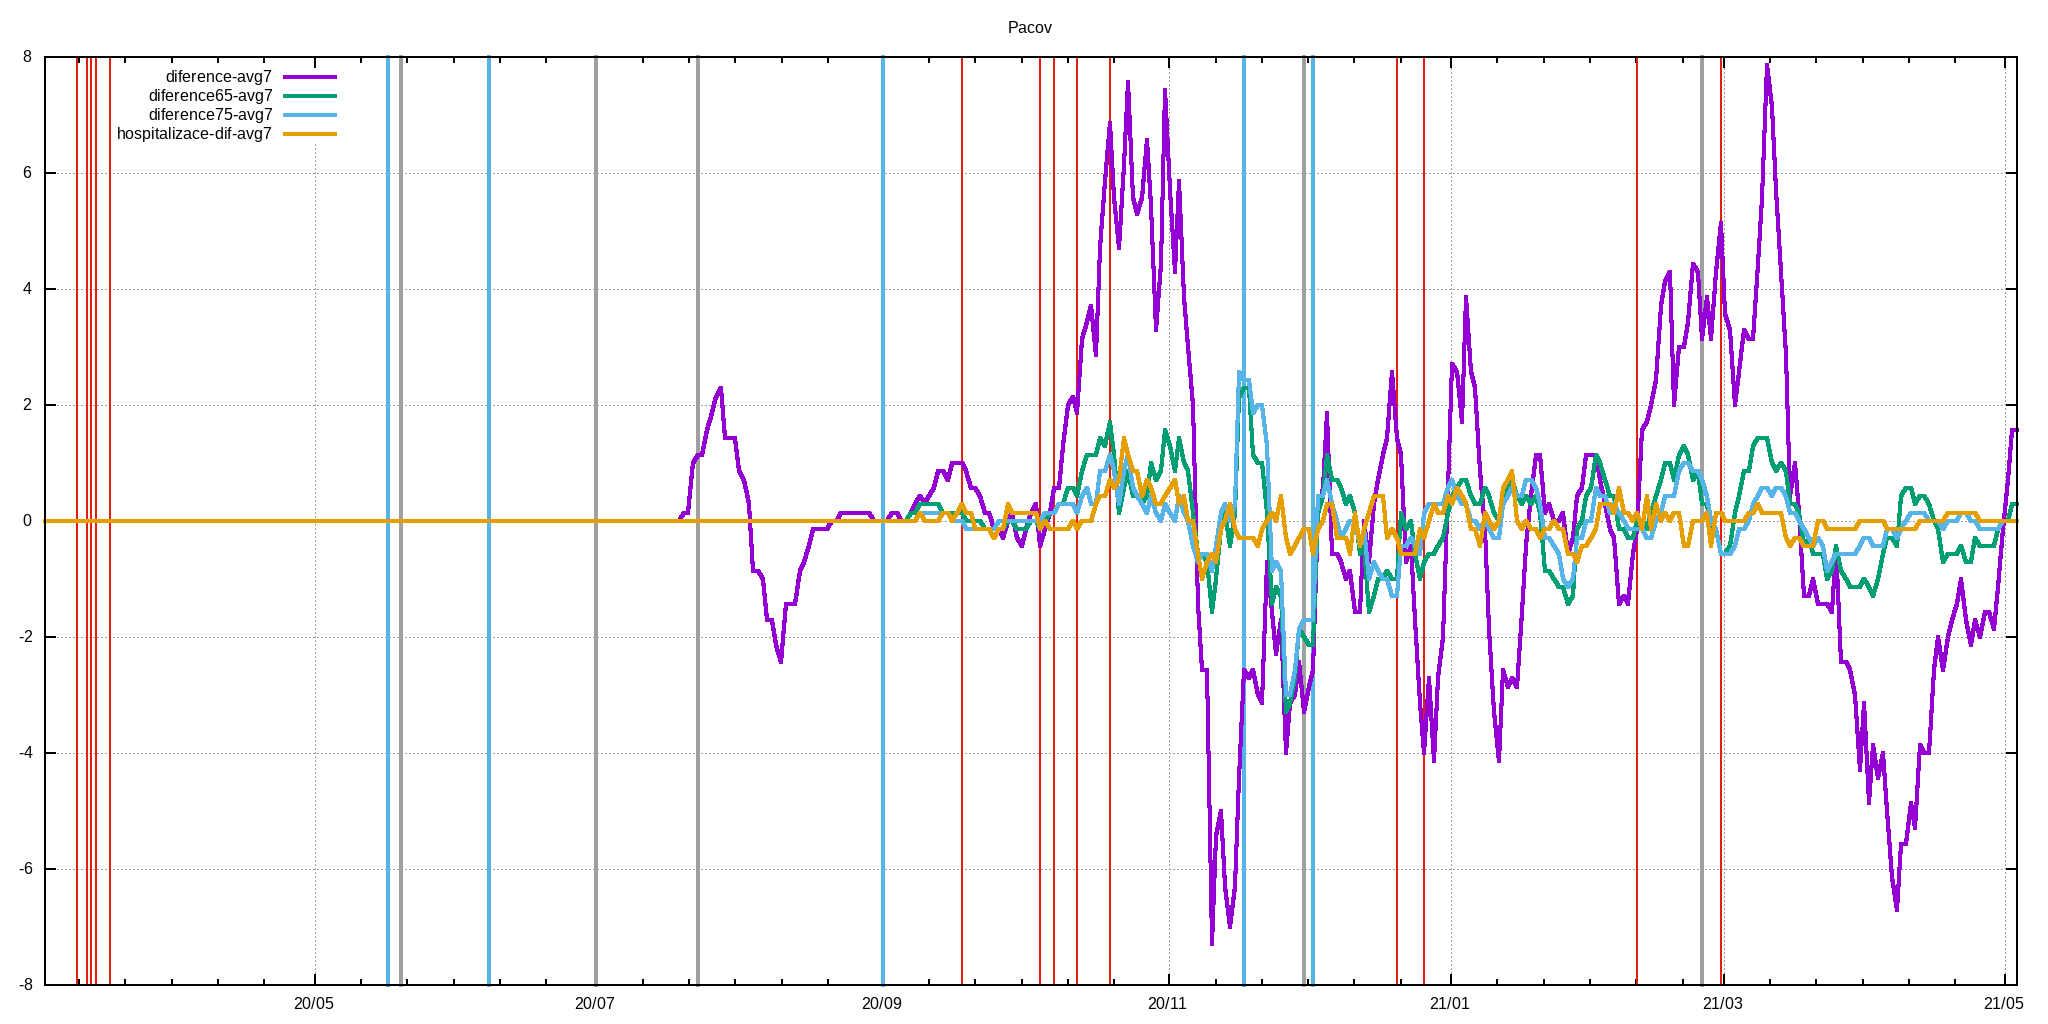 Pacov
8
diference-avg7
diference65-avg7
diference75-avg7
hospitalizace-dif-avg7
6
4
2
0
-2
-4
-6
-8
20/05 20/07 20/09 20/11 21/01 21/03 21/05